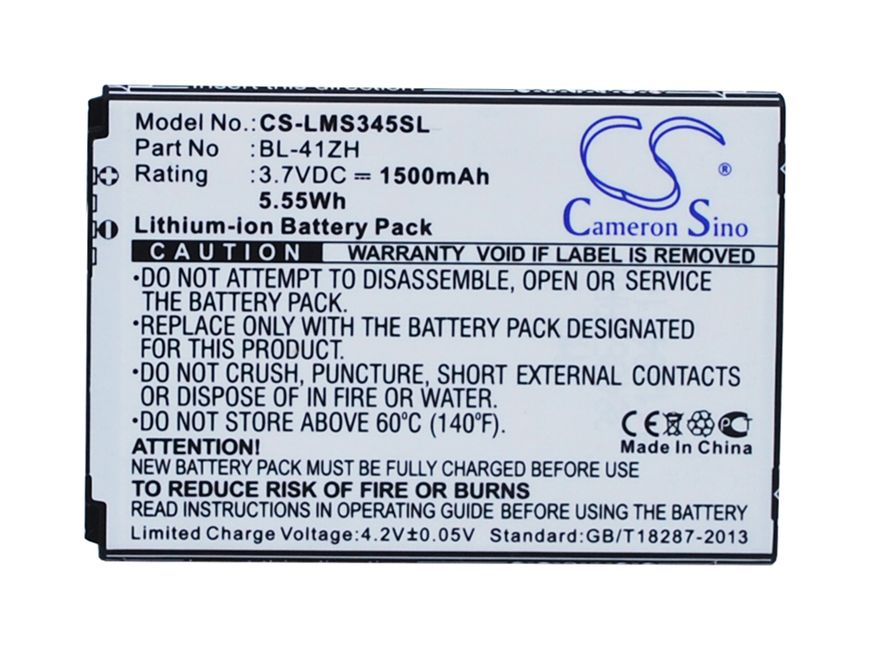 Model No.: CS-LMS345SL
Part No : BL-41ZH
Rating : 3.7VDC ⎓ 1500mAh
5.55Wh
CS ®
Cameron Sino
Lithium-ion Battery Pack
CAUTION WARRANTY VOID IF LABEL IS REMOVED
·DO NOT ATTEMPT TO DISASSEMBLE, OPEN OR SERVICE
THE BATTERY PACK.
·REPLACE ONLY WITH THE BATTERY PACK DESIGNATED
FOR THIS PRODUCT.
·DO NOT CRUSH, PUNCTURE, SHORT EXTERNAL CONTACTS
OR DISPOSE OF IN FIRE OR WATER.
·DO NOT STORE ABOVE 60°C (140°F).
CE PCT
Made In China
ATTENTION!
NEW BATTERY PACK MUST BE FULLY CHARGED BEFORE USE
TO REDUCE RISK OF FIRE OR BURNS
READ INSTRUCTIONS IN OPERATING GUIDE BEFORE USING BATTERY
Limited Charge Voltage:4.2V±0.05V Standard:GB/T18287-2013